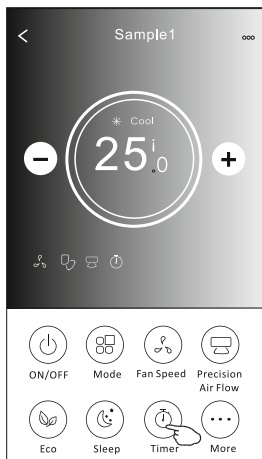 Sample1
Cool
25.0
ON/OFF
Mode
Fan Speed
Precision
Air Flow
Eco
Sleep
Timer
More